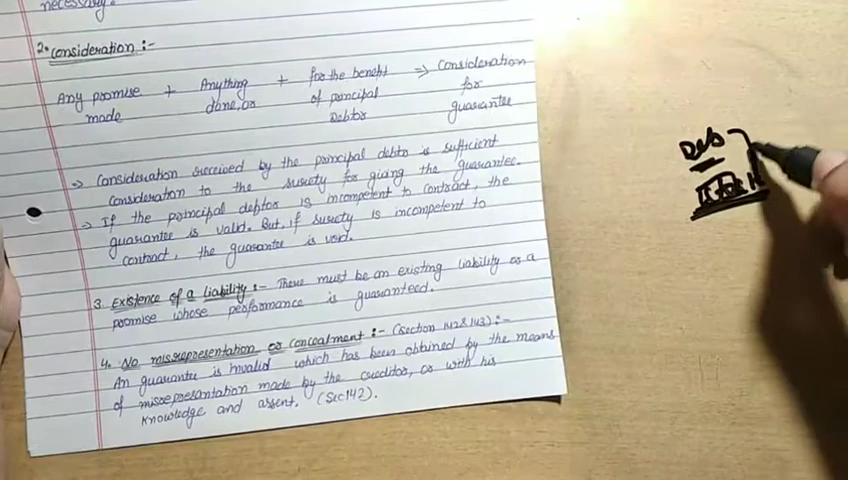 necessary.
2. Consideration :-
Any promise + Anything + for the benefit => Consideration
made done, or of principal for
Debtor guarantee
=> Consideration received by the principal debtor is sufficient
consideration to the surety for giving the guarantee.
-> If the principal debtor is incompetent to contract, the
guarantee is valid. But, if surety is incompetent to
contract, the guarantee is void.
3. Existence of a liability :- There must be an existing liability or a
promise whose performance is guaranteed.
4. No misrepresentation or concealment :- (Section 142 & 143) :-
An guarantee is invalid which has been obtained by the means
of misrepresentation made by the creditor, or with his
knowledge and assent. (Sec 142).
Deb